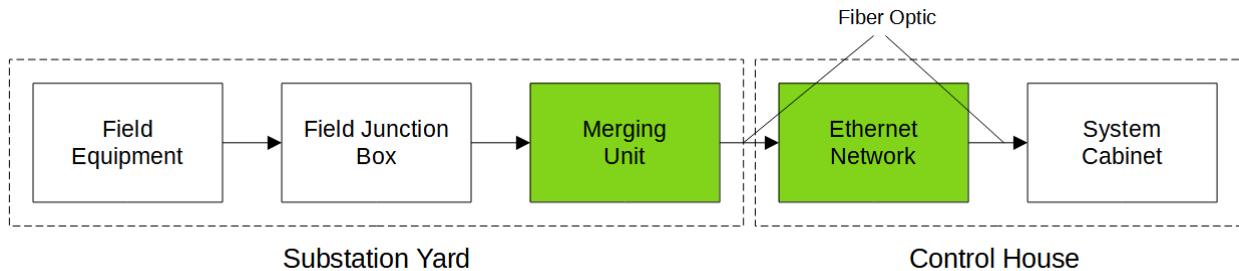 Fiber Optic
Field
Equipment
Field Junction
Box
Merging
Unit
Ethernet
Network
System
Cabinet
Substation Yard
Control House